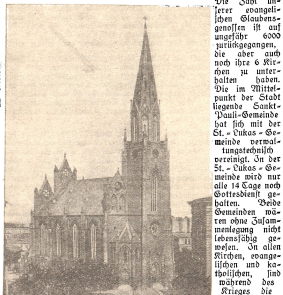 Die Zahl un-
serer evangeli-
schen Glaubens-
genossen ist auf
ungefähr 6000
zurückgegangen,
die aber auch
noch ihre 6 Kir-
chen zu unter-
halten haben.
Die im Mittel-
punkt der Stadt
liegende Sankt-
Pauli-Gemeinde
hat sich mit der
St.-Lukas-Ge-
meinde verwal-
tungstechnisch
vereinigt. In der
St.-Lukas-Ge-
meinde wird nur
alle 14 Tage noch
Gottesdienst ge-
halten. Beide
Gemeinden wä-
ren ohne Zusam-
menlegung nicht
lebensfähig ge-
wesen. In allen
Kirchen, evange-
lischen und ka-
tholischen, sind
während des
Krieges die